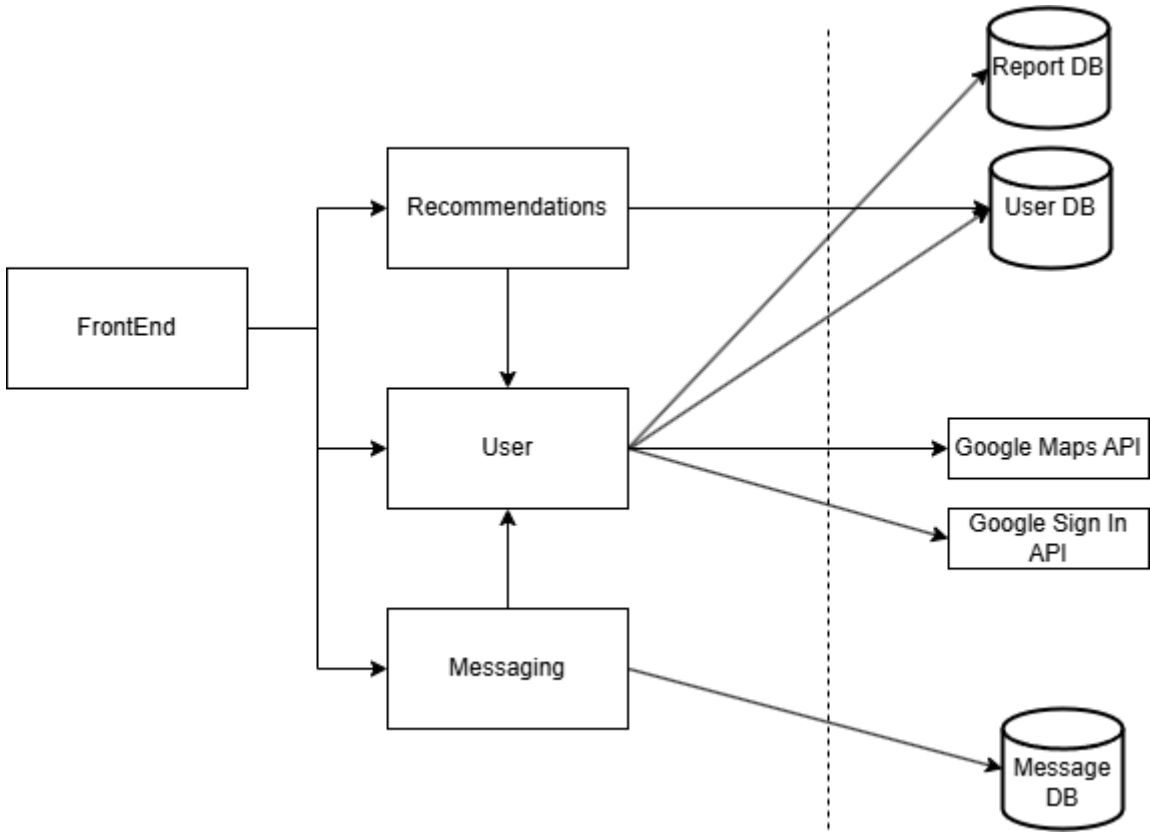 Report DB
Recommendations
User DB
FrontEnd
User
Google Maps API
Google Sign In
API
Messaging
Message
DB